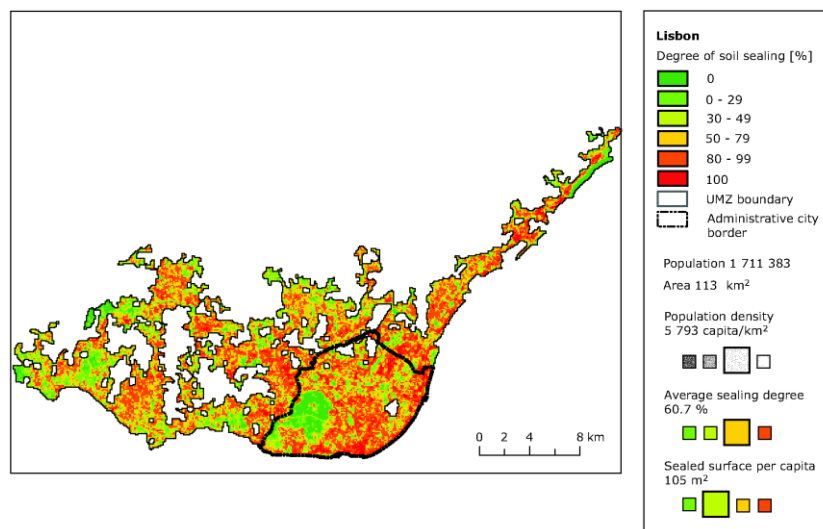 Lisbon
Degree of soil sealing [%]
0
0 - 29
30 - 49
50 - 79
80 - 99
100
UMZ boundary
Administrative city
border
Population 1 711 383
Area 113 km²
Population density
5 793 capita/km²
Average sealing degree
60.7 %
Sealed surface per capita
105 m²
0 2 4 8 km